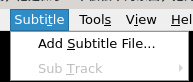 Subtitle Tools View Hel
Add Subtitle File...
Sub Track